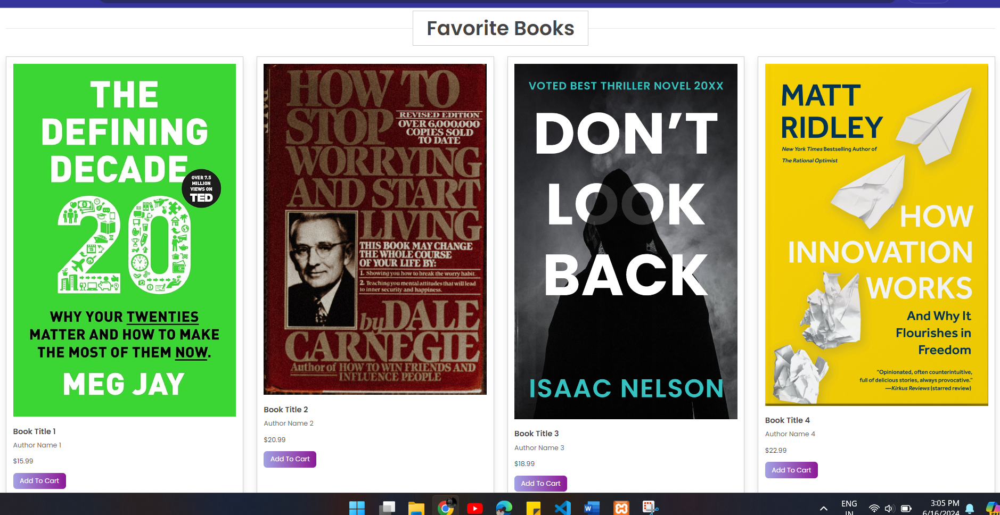 Favorite Books
THE
DEFINING
DECADE
OVER 7.5
MILLION
VIEWS ON
TED
20
15
WHY YOUR TWENTIES
MATTER AND HOW TO MAKE
THE MOST OF THEM NOW.
MEG JAY
Book Title 1
Author Name 1
$15.99
Add To Cart
HOW TO
STOP
REVISED EDITION
OVER 6,000,000
COPIES SOLD
TO DATE
WORRYING
AND START
LIVING
THIS BOOK MAY CHANGE
THE WHOLE COURSE
OF YOUR LIFE BY:
1. Showing you how to break the worry habit.
2. Teaching you mental attitudes that will lead
to inner security and happiness.
by DALE
CARNEGIE
Author of HOW TO WIN FRIENDS AND
INFLUENCE PEOPLE
Book Title 2
Author Name 2
$20.99
Add To Cart
VOTED BEST THRILLER NOVEL 20XX
DON'T
LOOK
BACK
ISAAC NELSON
Book Title 3
Author Name 3
$18.99
Add To Cart
MATT
RIDLEY
New York Times Bestselling Author of
The Rational Optimist
HOW
INNOVATION
WORKS
And Why It
Flourishes in
Freedom
"Opinionated, often counterintuitive,
full of delicious stories, always provocative."
—Kirkus Reviews (starred review)
Book Title 4
Author Name 4
$22.99
Add To Cart
W
ENG
IN
3:05 PM
6/16/2024
PRE